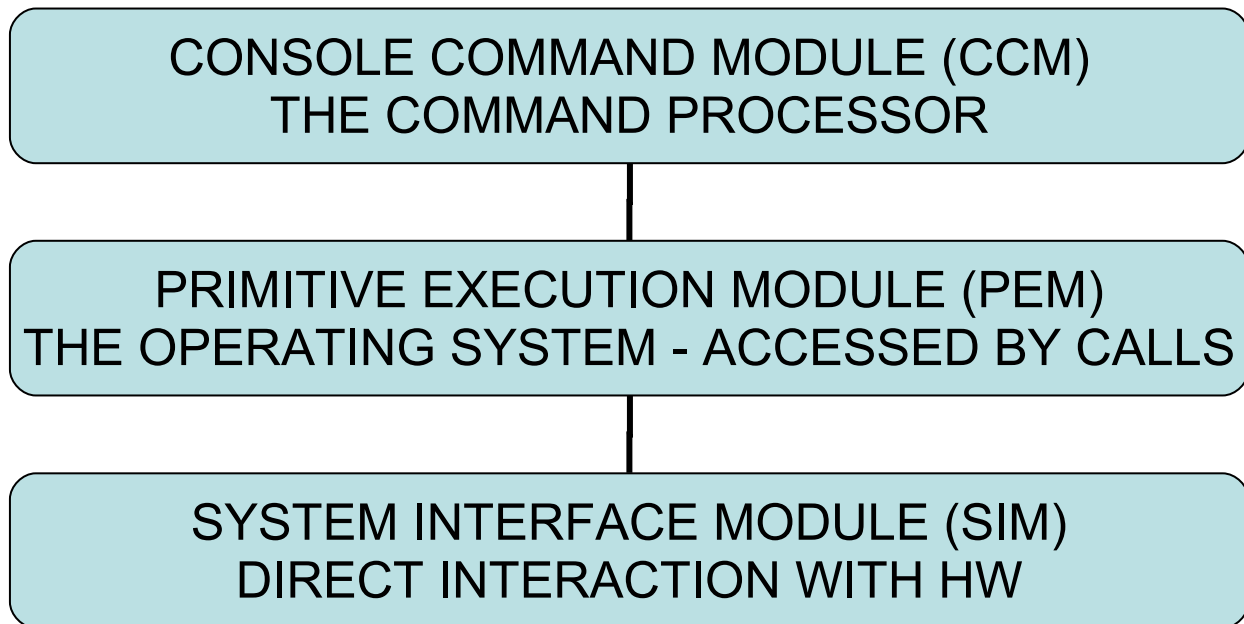 CONSOLE COMMAND MODULE (CCM)
THE COMMAND PROCESSOR
PRIMITIVE EXECUTION MODULE (PEM)
THE OPERATING SYSTEM - ACCESSED BY CALLS
SYSTEM INTERFACE MODULE (SIM)
DIRECT INTERACTION WITH HW